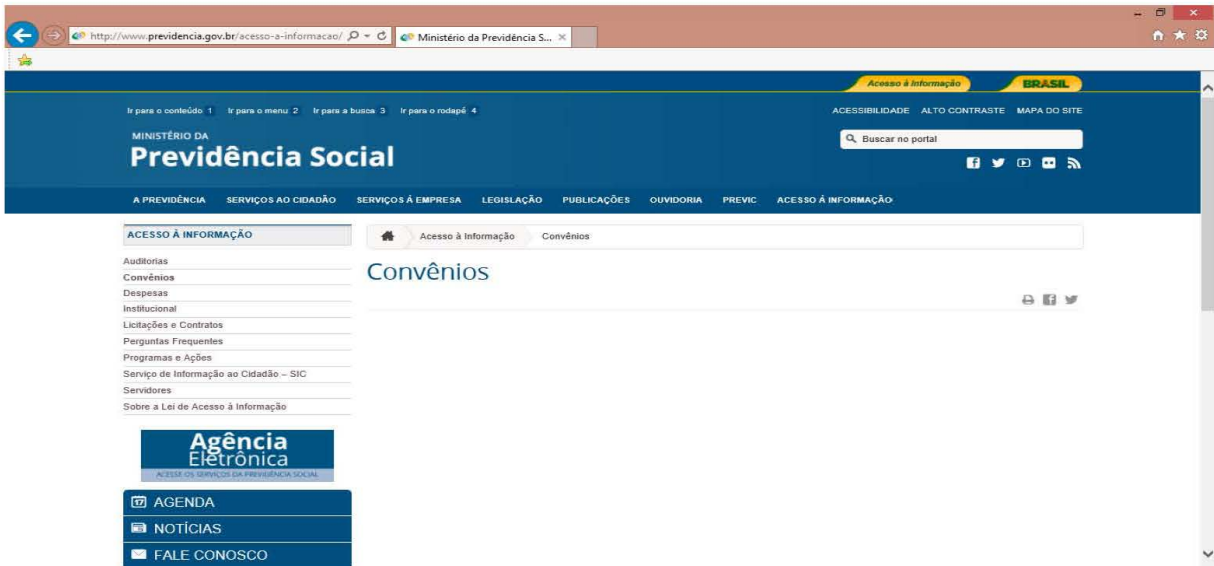 http://www.previdencia.gov.br/acesso-a-informacao/
Ministério da Previdência S...
Acesso à Informação
BRASIL
Ir para o conteúdo 1 Ir para o menu 2 Ir para a busca 3 Ir para o rodapé 4
ACESSIBILIDADE ALTO CONTRASTE MAPA DO SITE
MINISTÉRIO DA
Previdência Social
Buscar no portal
A PREVIDÊNCIA SERVIÇOS AO CIDADÃO SERVIÇOS Á EMPRESA LEGISLAÇÃO PUBLICAÇÕES OUVIDORIA PREVIC ACESSO Á INFORMAÇÃO
ACESSO À INFORMAÇÃO
Acesso à Informação Convênios
Auditorias
Convênios
Despesas
Institucional
Licitações e Contratos
Perguntas Frequentes
Programas e Ações
Serviço de Informação ao Cidadão – SIC
Servidores
Sobre a Lei de Acesso à Informação
Convênios
Agência
Eletrônica
ACESSE OS SERVIÇOS DA PREVIDÊNCIA SOCIAL
17 AGENDA
NOTÍCIAS
FALE CONOSCO